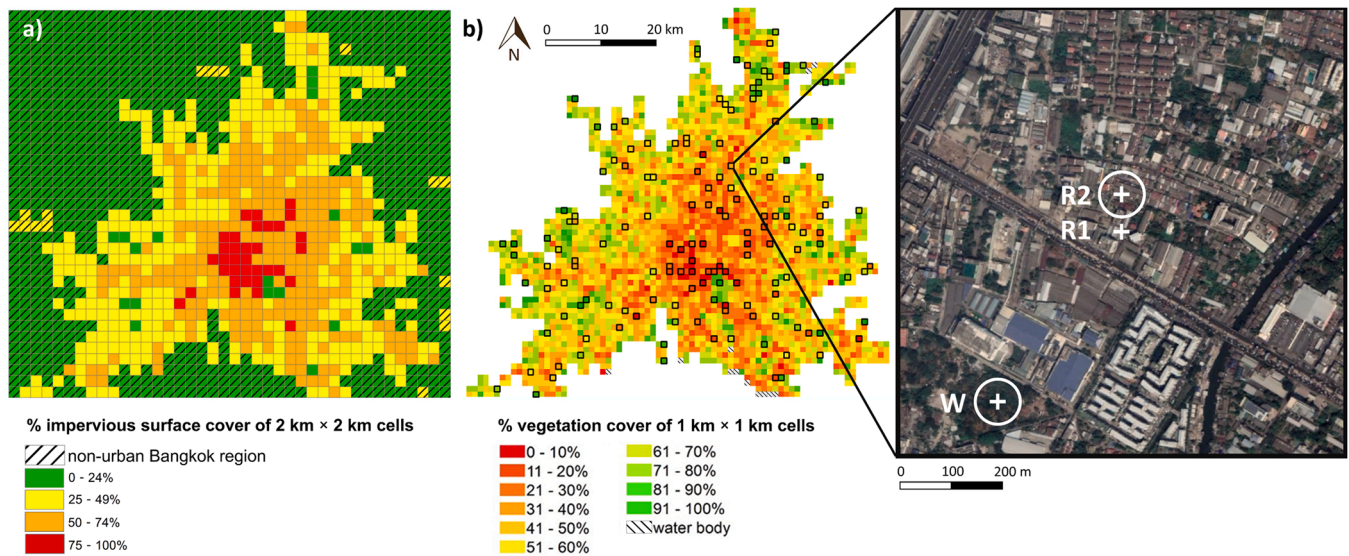 a)
b)
N
0 10 20 km
R2
R1
W
0 100 200 m
% impervious surface cover of 2 km × 2 km cells
non-urban Bangkok region
0 - 24%
25 - 49%
50 - 74%
75 - 100%
% vegetation cover of 1 km × 1 km cells
0 - 10%
11 - 20%
21 - 30%
31 - 40%
41 - 50%
51 - 60%
61 - 70%
71 - 80%
81 - 90%
91 - 100%
water body